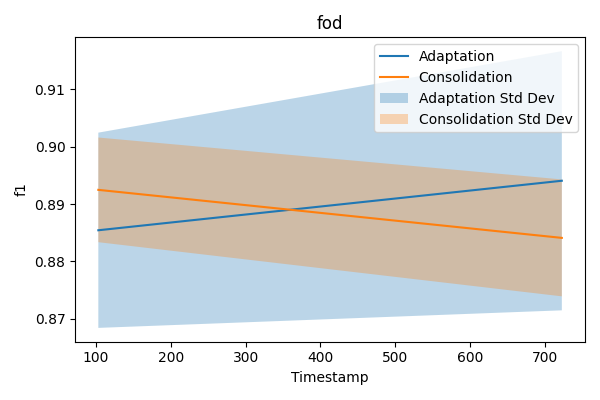 fod
Adaptation
Consolidation
Adaptation Std Dev
Consolidation Std Dev
0.91
0.90
0.89
0.88
0.87
f1
100 200 300 400 500 600 700
Timestamp